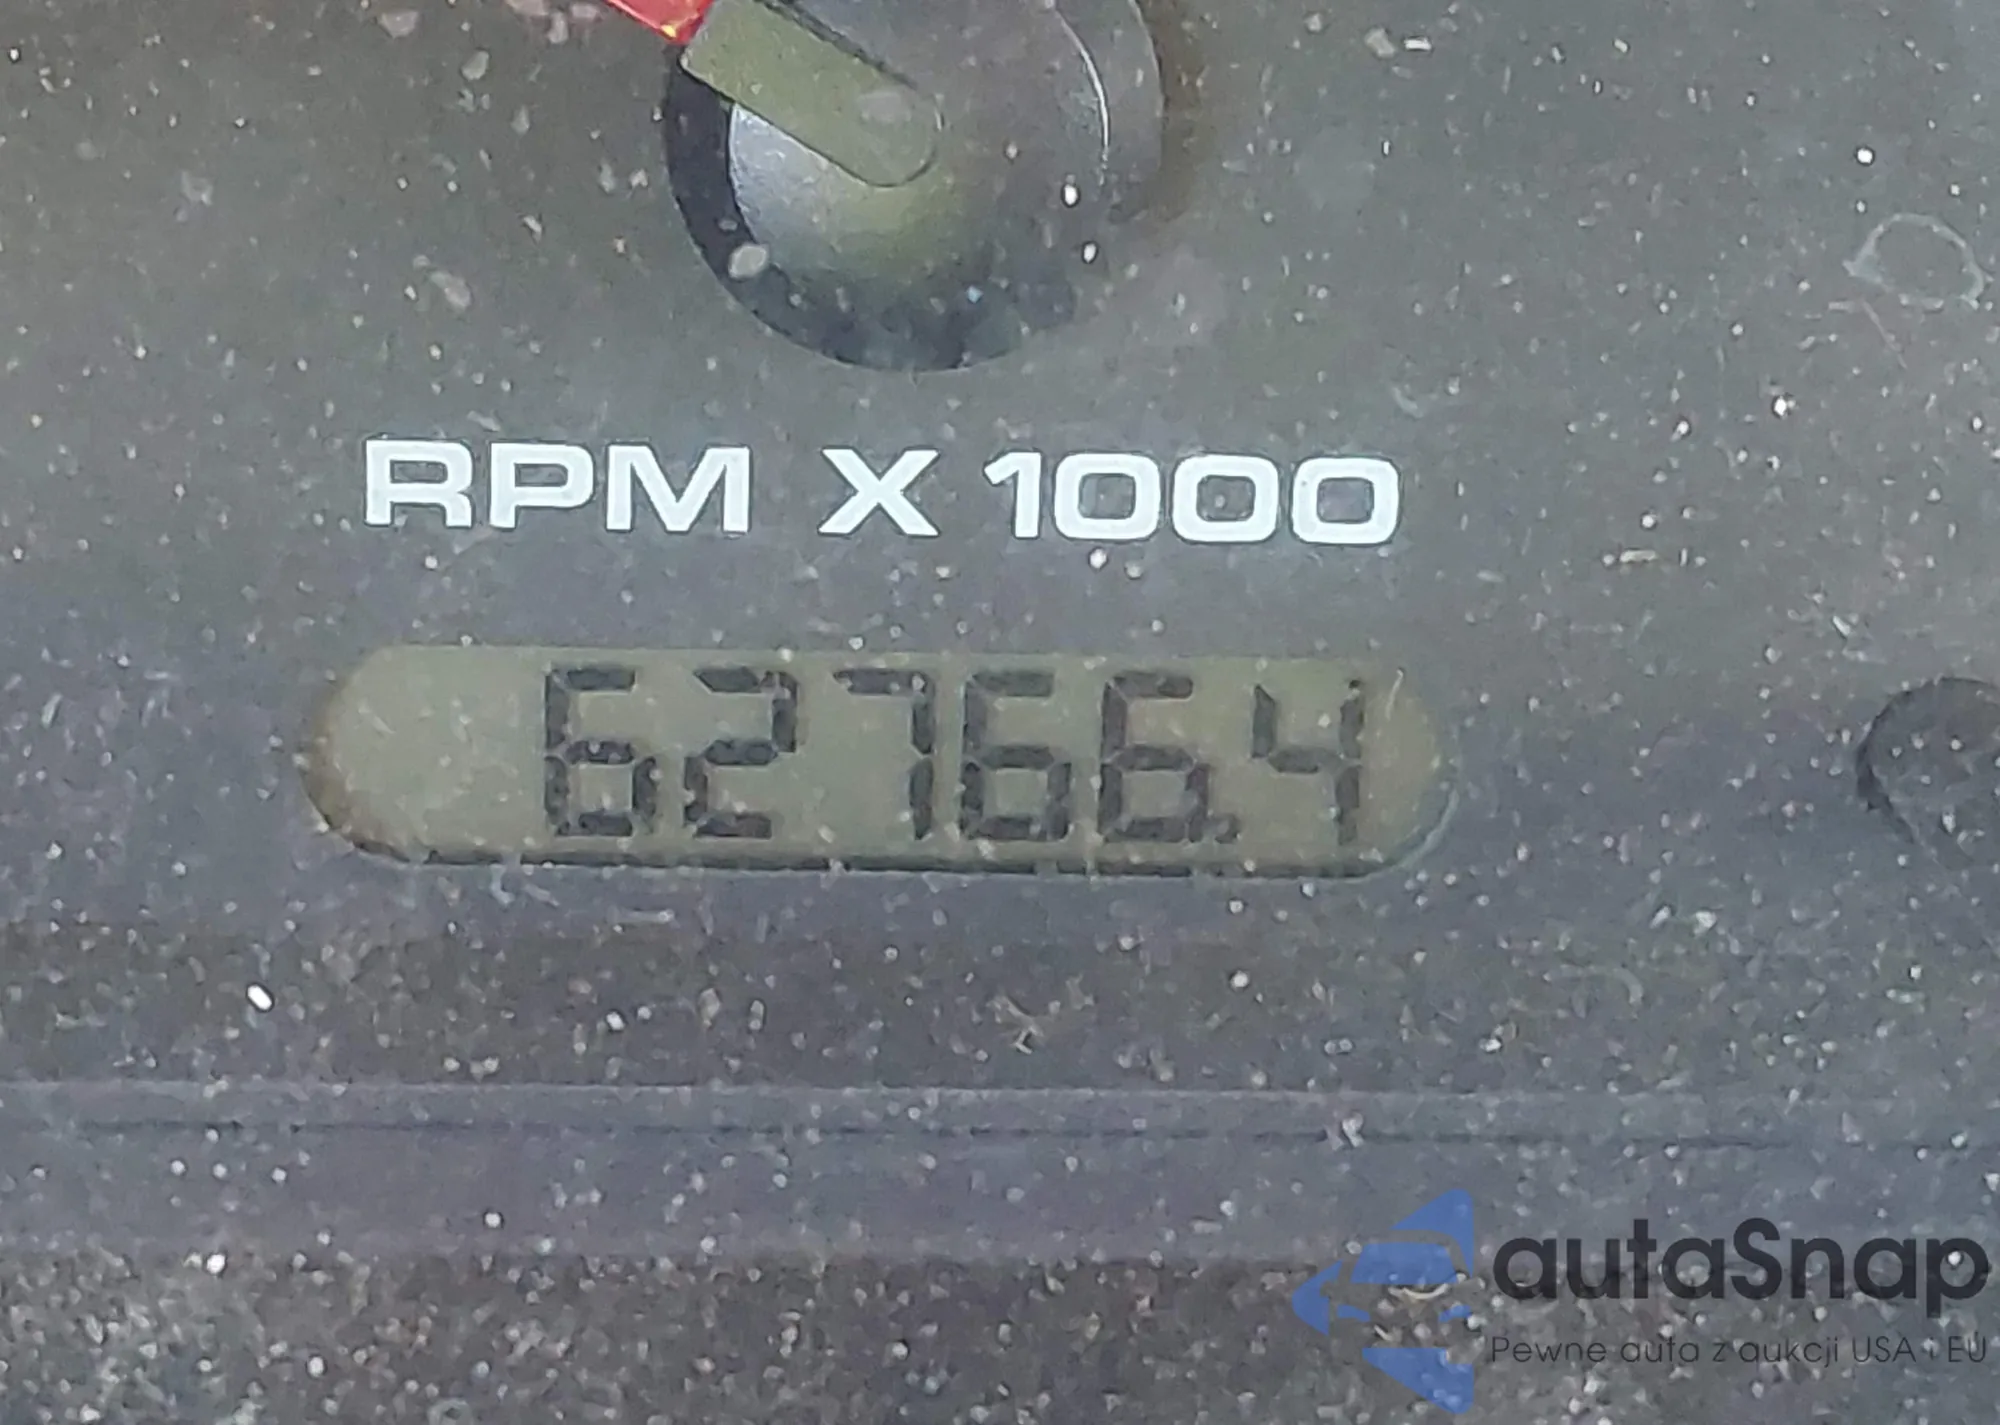 RPM X 1000
62766.4
autaSnap
Pewne auta z aukcji USA i EU